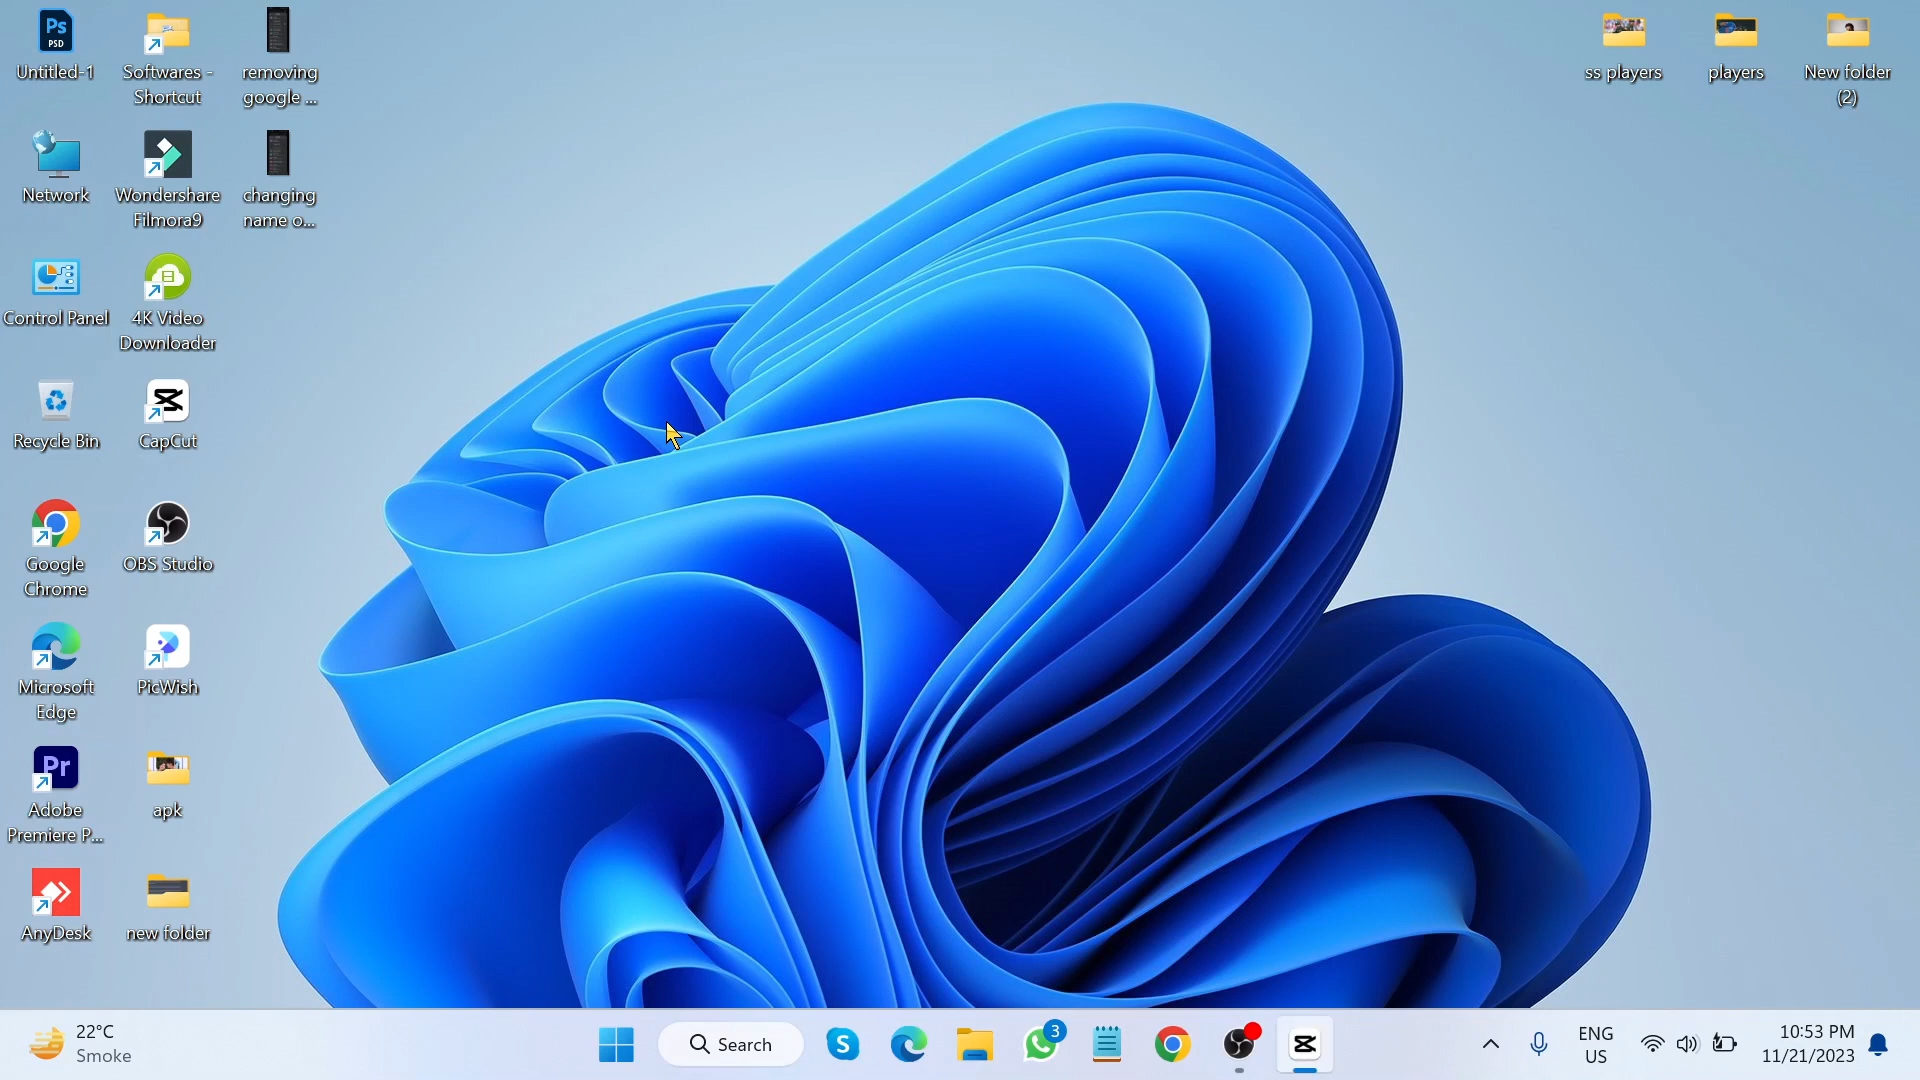 Ps
PSD
Untitled-1
Softwares -
Shortcut
removing
google ...
Network
Wondershare
Filmora9
changing
name o...
Control Panel
4K Video
Downloader
Recycle Bin
CapCut
Google
Chrome
OBS Studio
Microsoft
Edge
PicWish
Pr
Adobe
Premiere P...
apk
AnyDesk
new folder
ss players
players
New folder
(2)
22°C
Smoke
Search
S
3
ENG
US
10:53 PM
11/21/2023